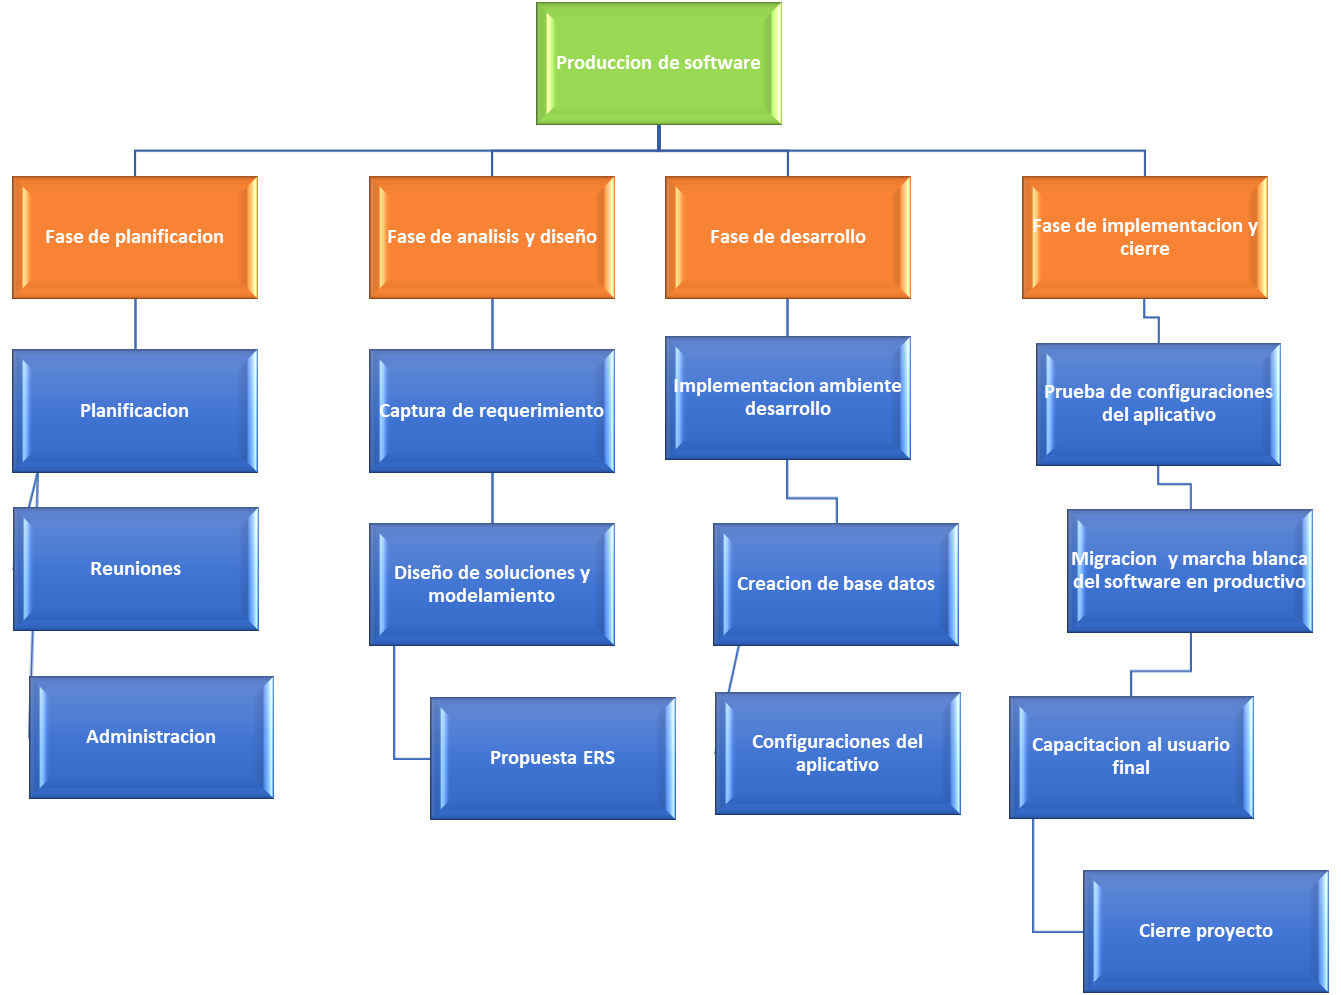 Produccion de software
Fase de planificacion
Planificacion
Reuniones
Administracion
Fase de analisis y diseño
Captura de requerimiento
Diseño de soluciones y
modelamiento
Propuesta ERS
Fase de desarrollo
Implementacion ambiente
desarrollo
Creacion de base datos
Configuraciones del
aplicativo
Fase de implementacion y
cierre
Prueba de configuraciones
del aplicativo
Migracion  y marcha blanca
del software en productivo
Capacitacion al usuario
final
Cierre proyecto